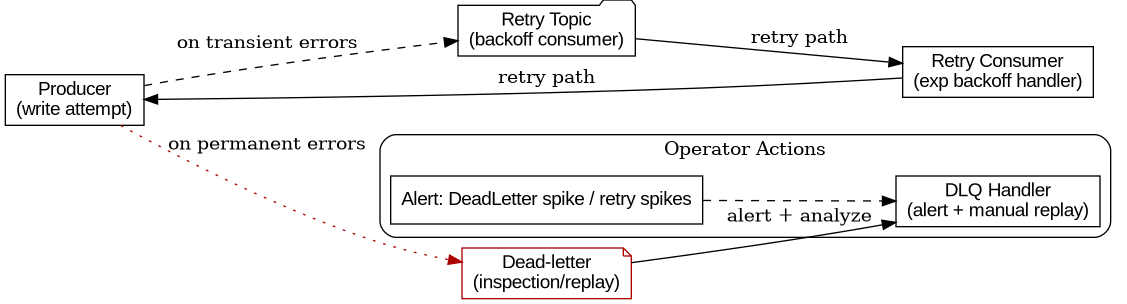 Retry Topic
(backoff consumer)
on transient errors
retry path
Retry Consumer
(exp backoff handler)
retry path
Producer
(write attempt)
on permanent errors
Operator Actions
Alert: DeadLetter spike / retry spikes
DLQ Handler
(alert + manual replay)
alert + analyze
Dead-letter
(inspection/replay)